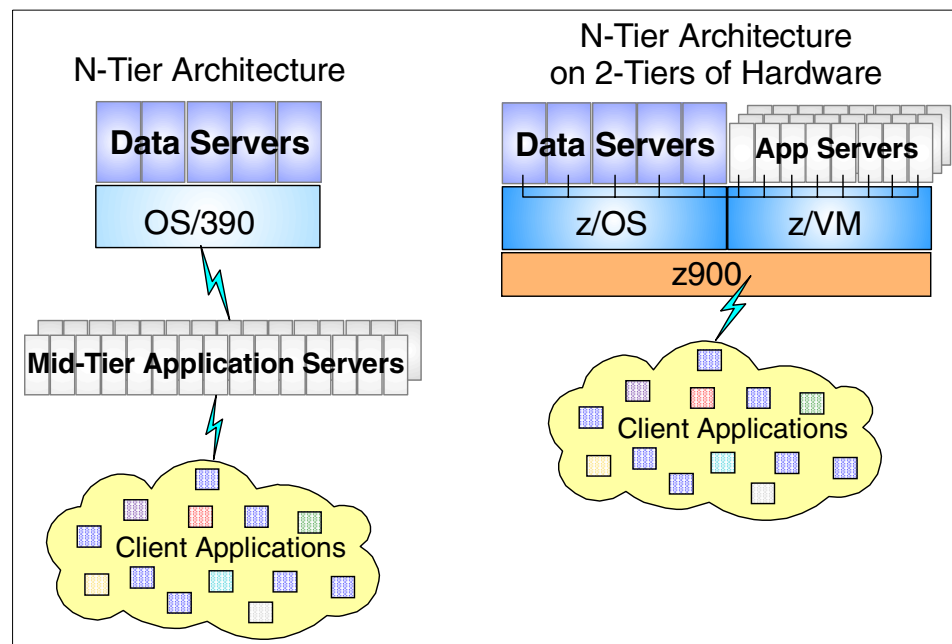 N-Tier Architecture
Data Servers
OS/390
Mid-Tier Application Servers
Client Applications
N-Tier Architecture
on 2-Tiers of Hardware
Data Servers
App Servers
z/OS
z/VM
z900
Client Applications